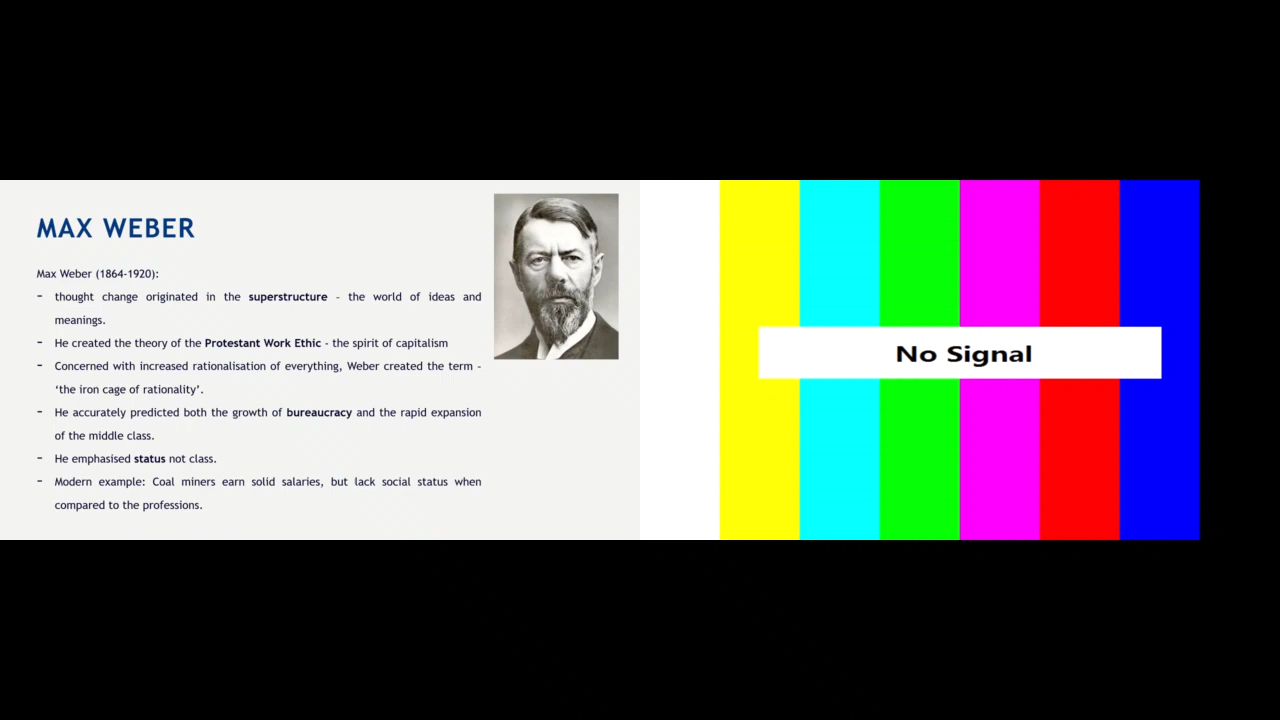 MAX WEBER
Max Weber (1864-1920):
- thought change originated in the superstructure - the world of ideas and
meanings.
- He created the theory of the Protestant Work Ethic - the spirit of capitalism
- Concerned with increased rationalisation of everything, Weber created the term -
‘the iron cage of rationality’.
- He accurately predicted both the growth of bureaucracy and the rapid expansion
of the middle class.
- He emphasised status not class.
- Modern example: Coal miners earn solid salaries, but lack social status when
compared to the professions.
No Signal